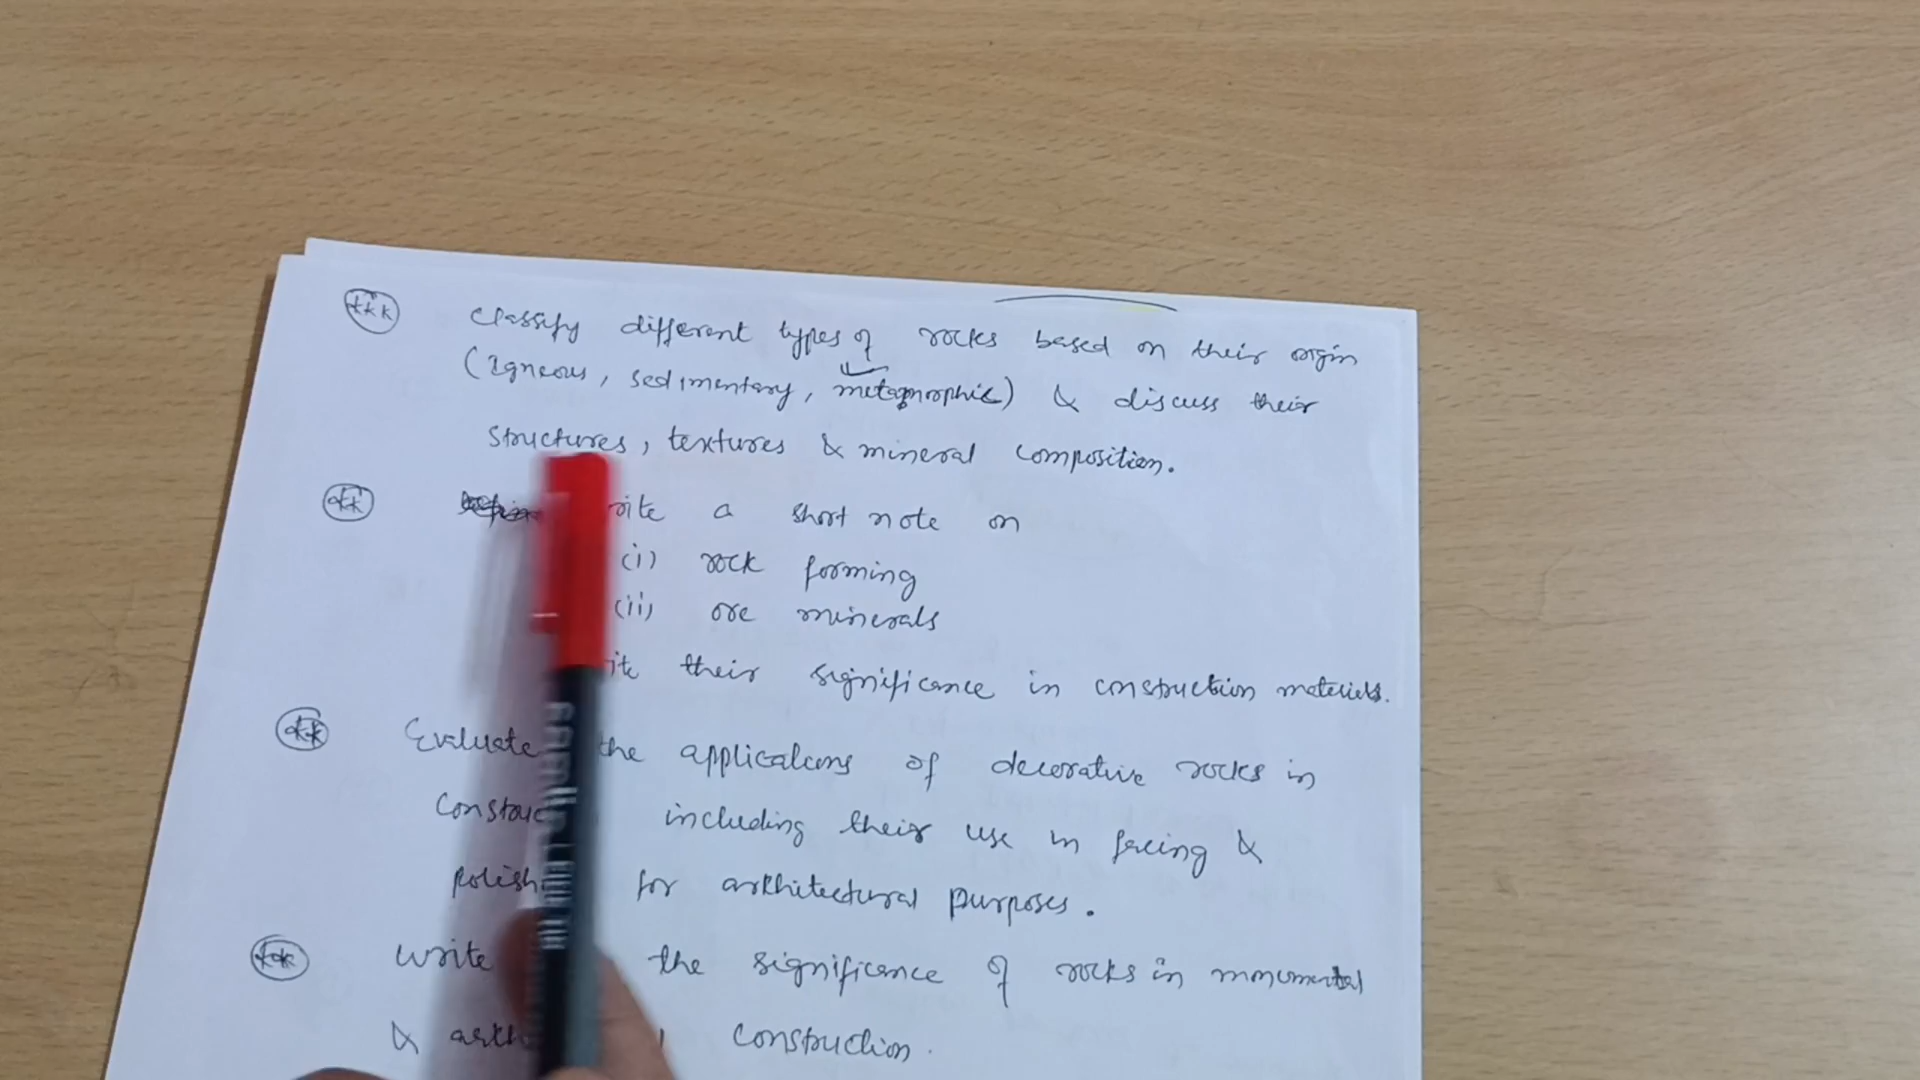 classify different types of rocks based on their origin
(Igneous, sedimentary, metamorphic) & discuss their
structures, textures & mineral composition.
a short note on
(i) rock forming
(ii) ore minerals
their significance in construction materials.
Evaluate the applications of decorative rocks in
including their use in facing &
for arkhitectural purposes.
write the significance of rocks in monumental
& construction.